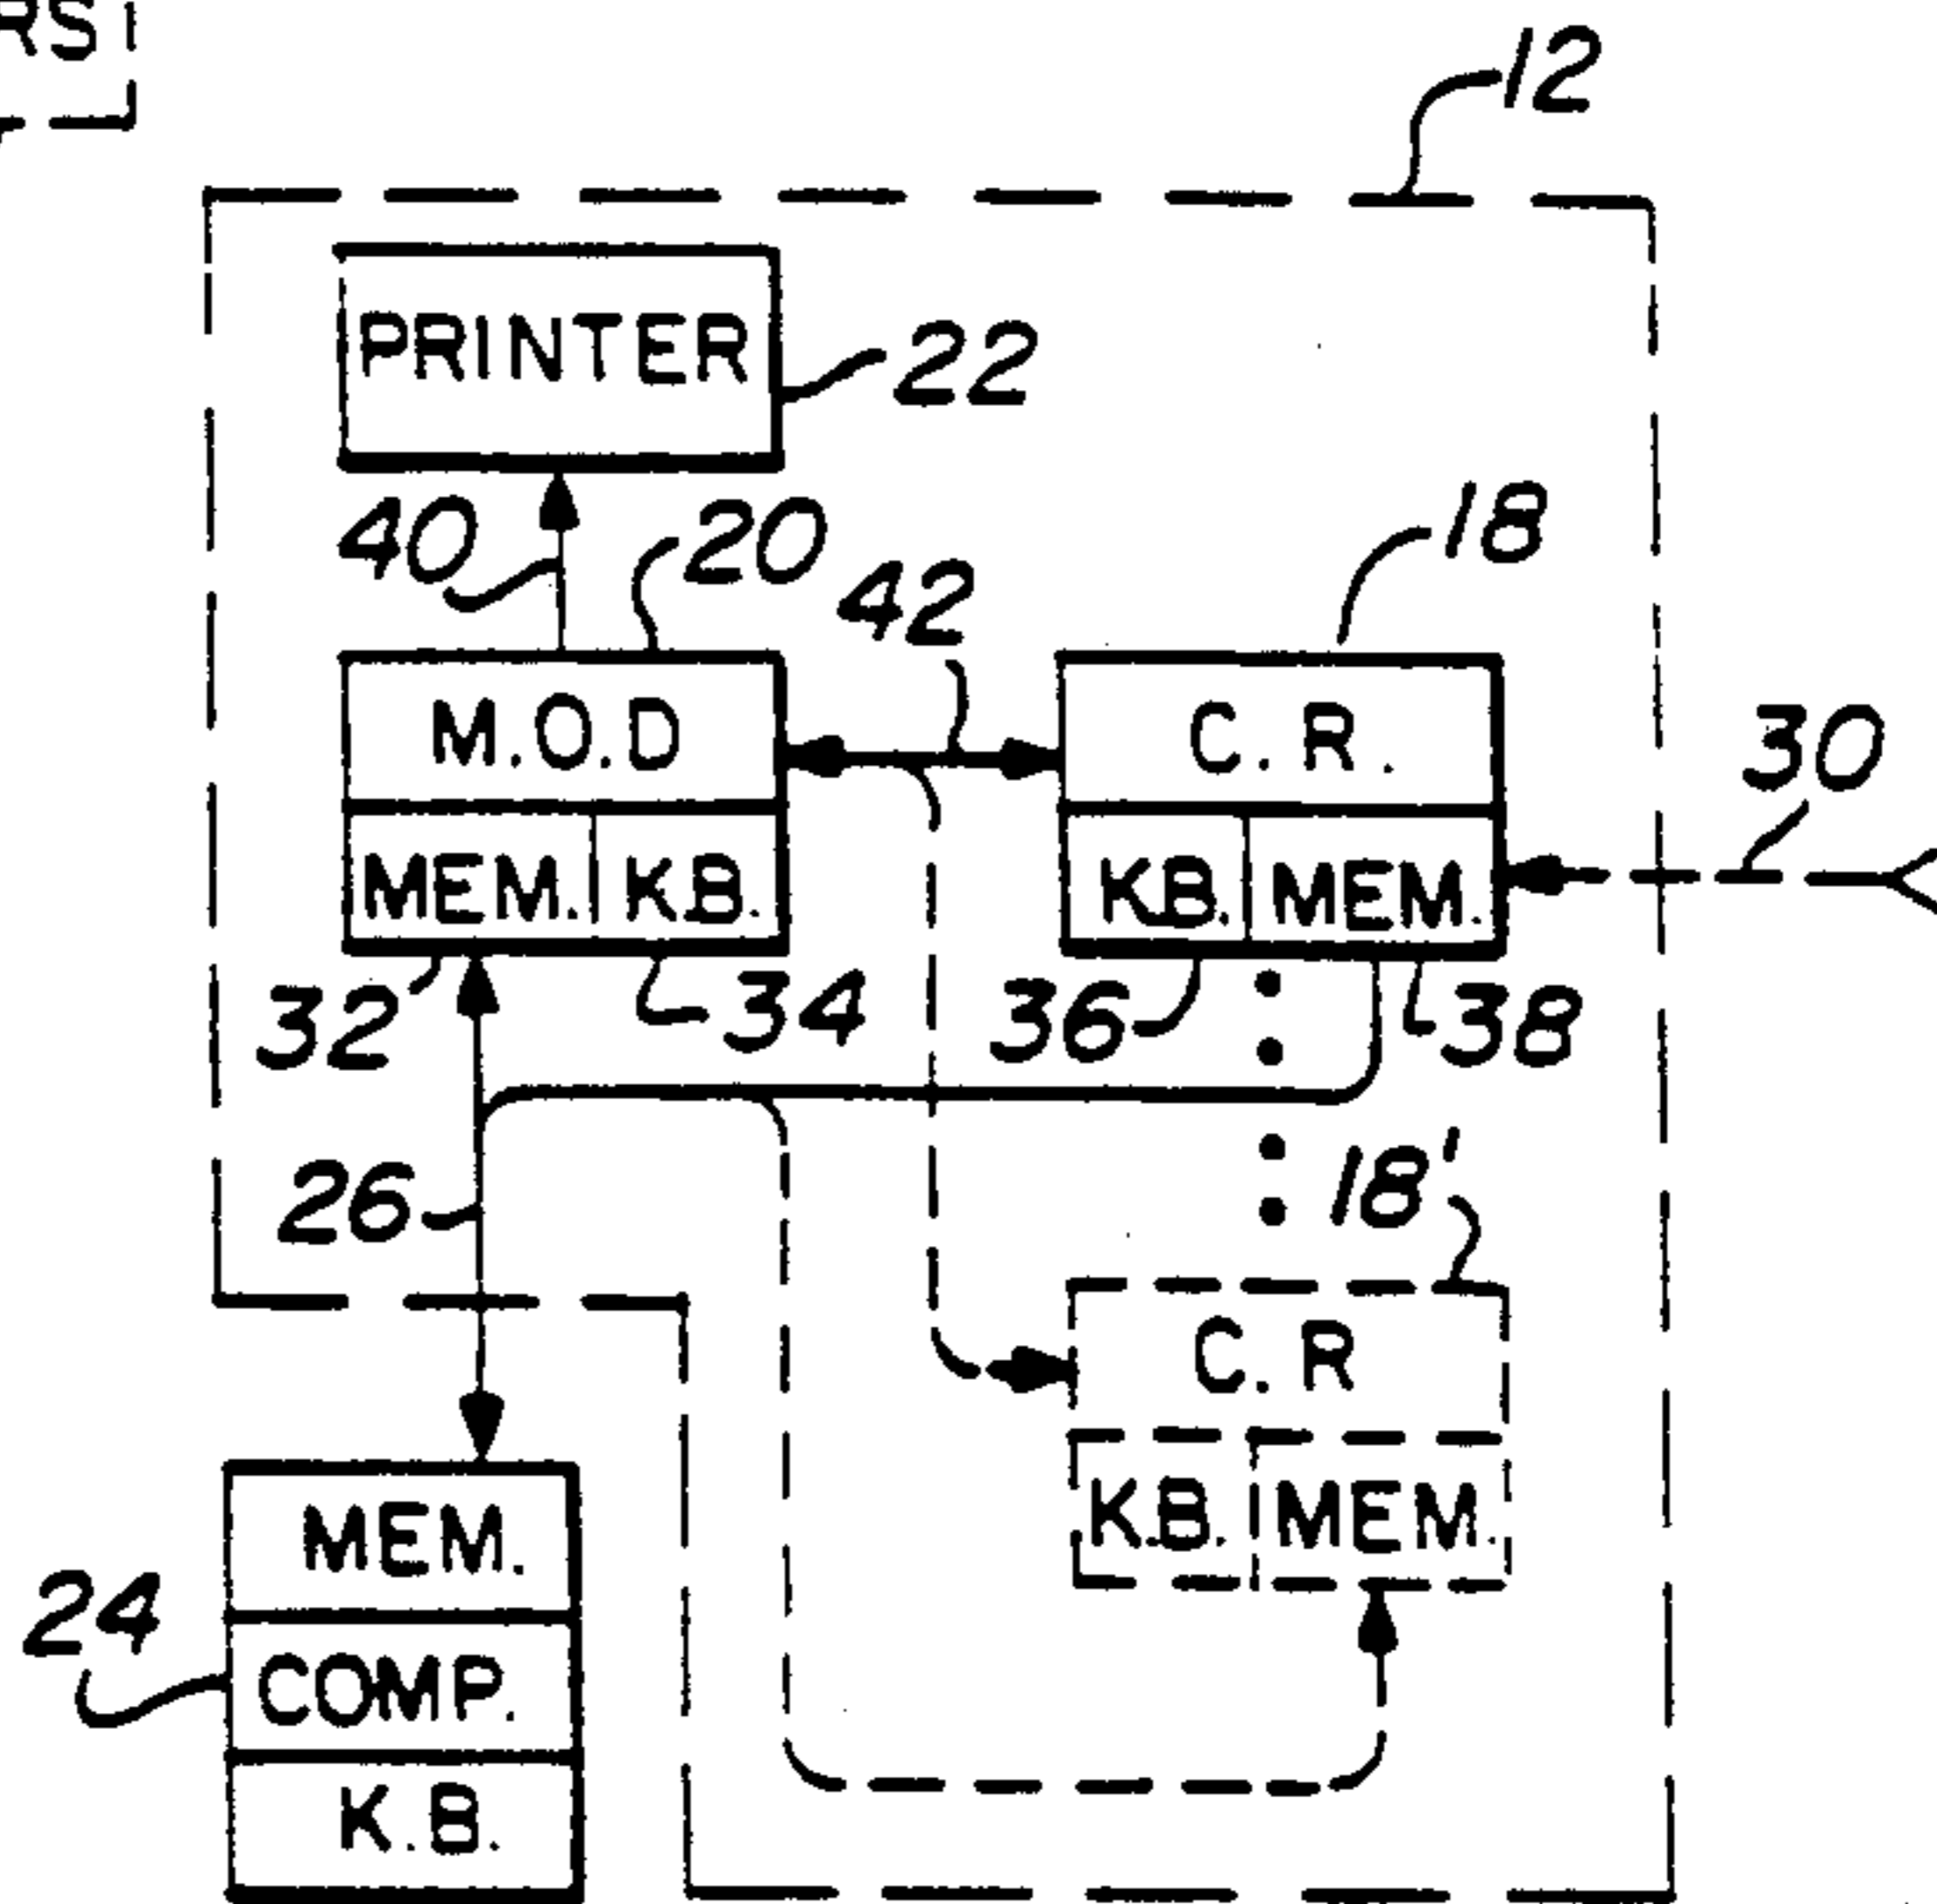 RS
12
PRINTER
22
40
20
42
18
M.O.D
C.R.
30
MEM. K.B.
K.B. MEM.
32
34
36
38
26
18'
C.R
K.B. MEM.
MEM.
24
COMP.
K.B.